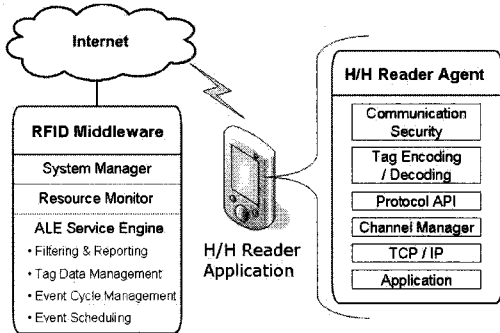 Internet
RFID Middleware
System Manager
Resource Monitor
ALE Service Engine
• Filtering & Reporting
• Tag Data Management
• Event Cycle Management
• Event Scheduling
H/H Reader
Application
H/H Reader Agent
Communication
Security
Tag Encoding
/ Decoding
Protocol API
Channel Manager
TCP / IP
Application